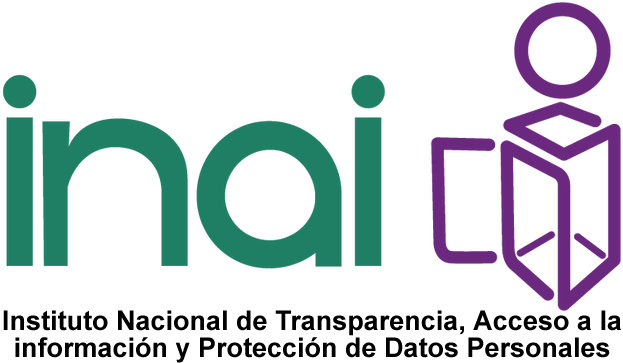 inai
Instituto Nacional de Transparencia, Acceso a la
información y Protección de Datos Personales